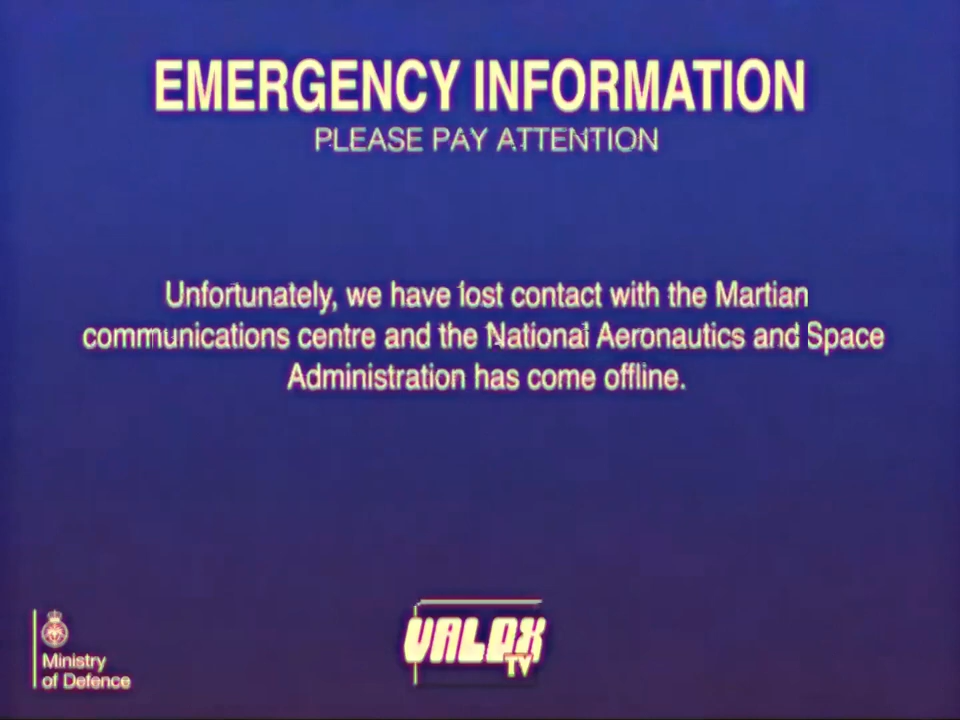 EMERGENCY INFORMATION
PLEASE PAY ATTENTION
Unfortunately, we have lost contact with the Martian
communications centre and the National Aeronautics and Space
Administration has come offline.
Ministry
of Defence
VALOX
TV